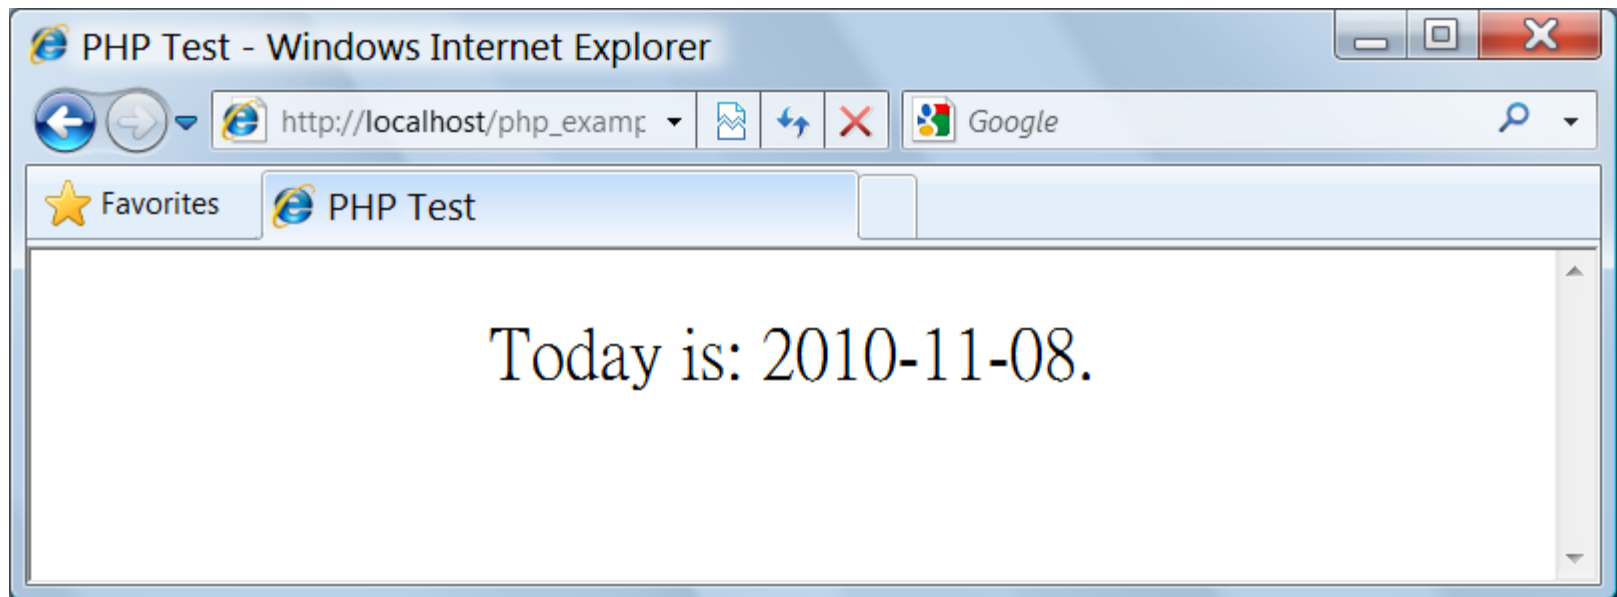 PHP Test - Windows Internet Explorer
http://localhost/php_examp
Google
Favorites
PHP Test
Today is: 2010-11-08.